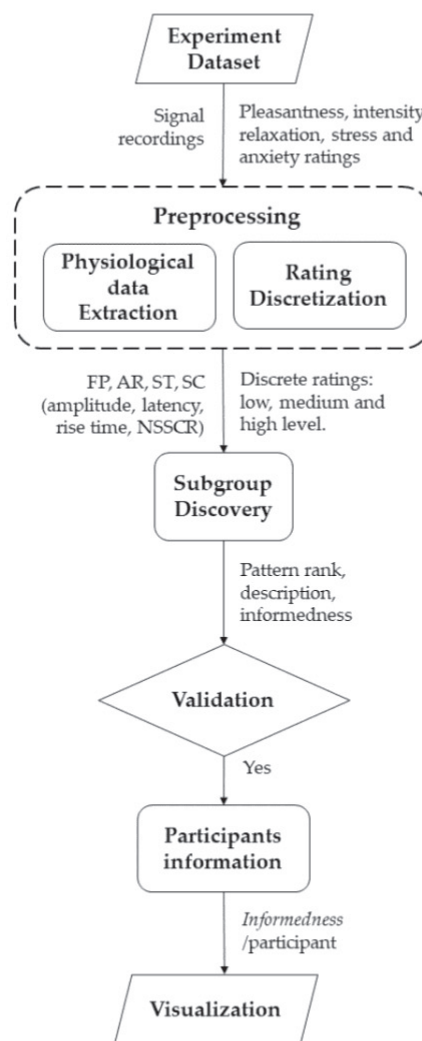 Experiment
Dataset
Signal
recordings
Pleasantness, intensity
relaxation, stress and
anxiety ratings
Preprocessing
Physiological
data
Extraction
Rating
Discretization
FP, AR, ST, SC
(amplitude, latency,
rise time, NSSCR)
Discrete ratings:
low, medium and
high level.
Subgroup
Discovery
Pattern rank,
description,
informedness
Validation
Yes
Participants
information
Informedness
/participant
Visualization